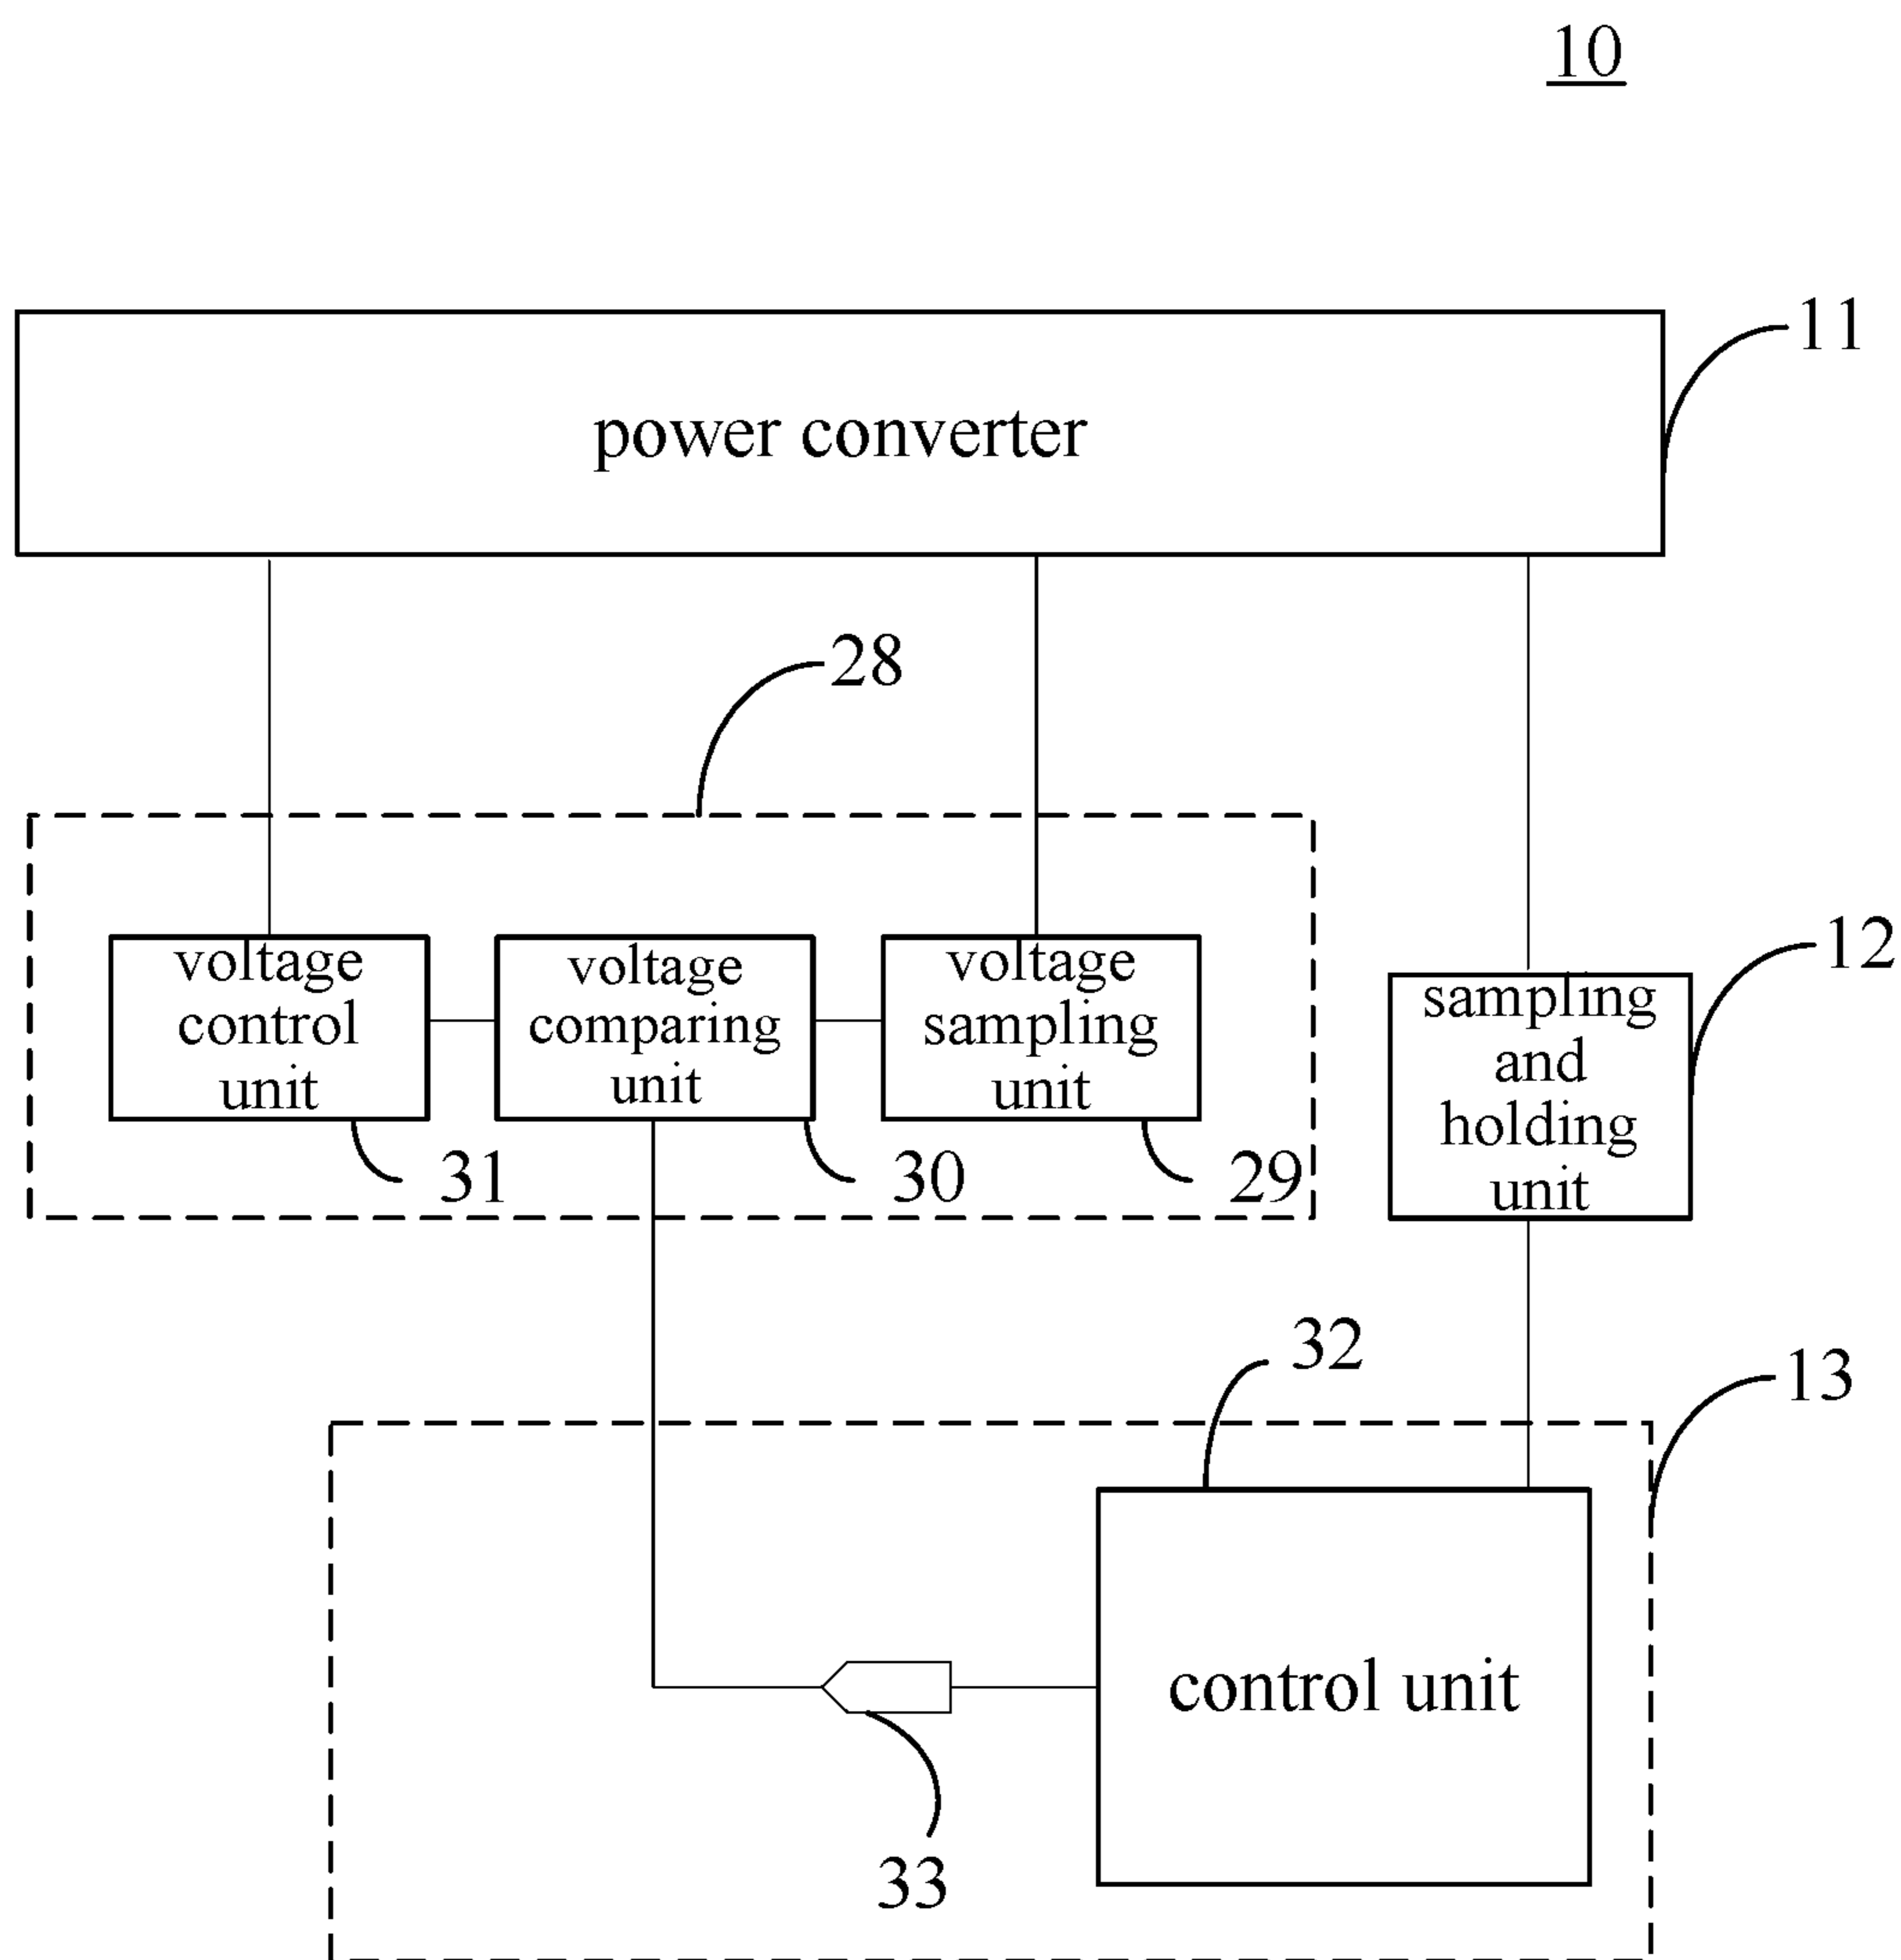 10
11
power converter
28
voltage
control
unit
voltage
comparing
unit
voltage
sampling
unit
12
sampling
and
holding
unit
31
30
29
32
13
control unit
33